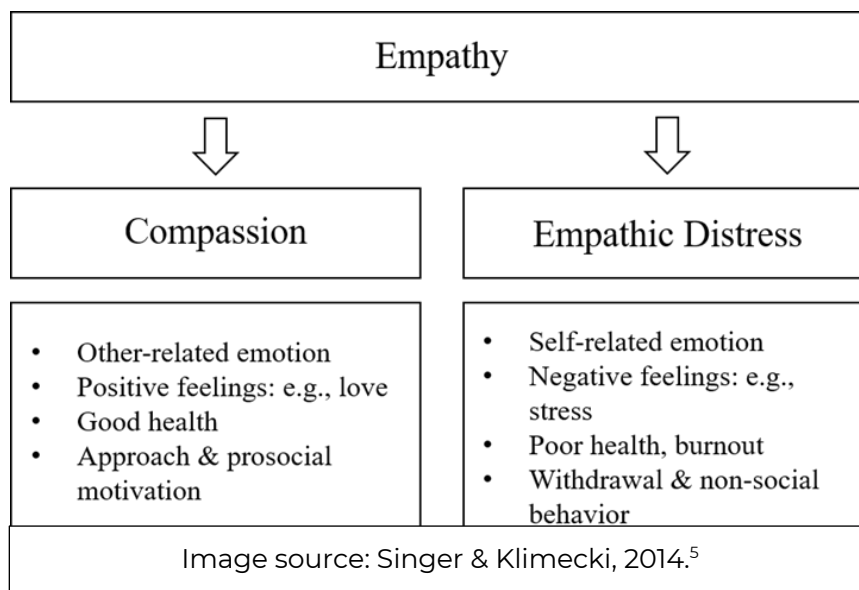 Empathy
Compassion
Empathic Distress
• Other-related emotion
• Positive feelings: e.g., love
• Good health
• Approach & prosocial
motivation
• Self-related emotion
• Negative feelings: e.g.,
stress
• Poor health, burnout
• Withdrawal & non-social
behavior
Image source: Singer & Klimecki, 2014.⁵